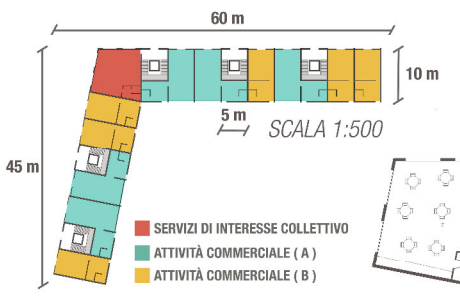 60 m
10 m
5 m
SCALA 1:500
45 m
SERVIZI DI INTERESSE COLLETTIVO
ATTIVITÀ COMMERCIALE ( A )
ATTIVITÀ COMMERCIALE ( B )